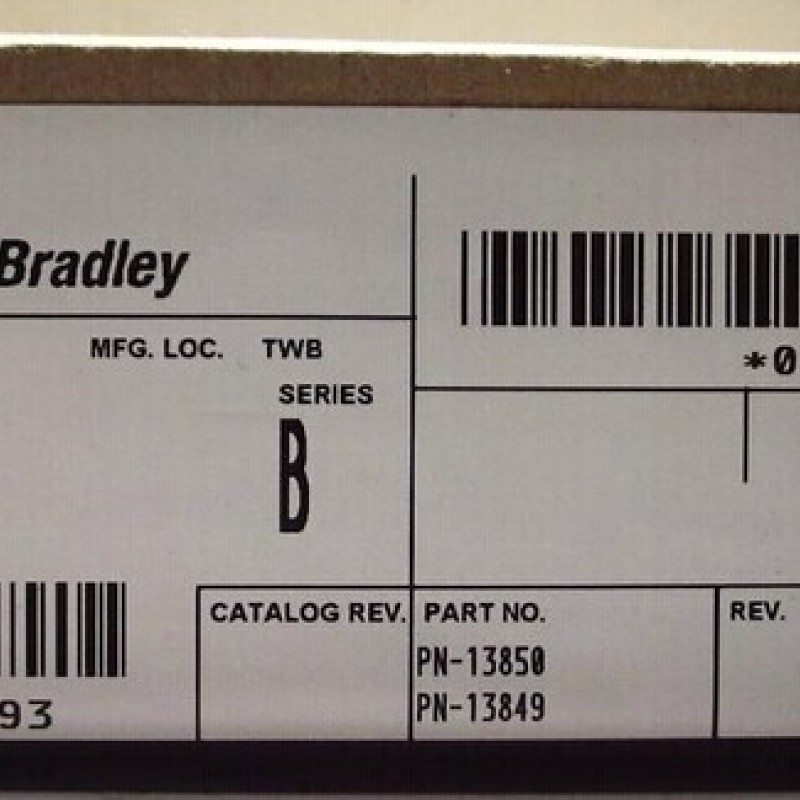 Bradley
*0
MFG. LOC. TWB
SERIES
B
93
CATALOG REV. PART NO. REV.
PN-13850
PN-13849